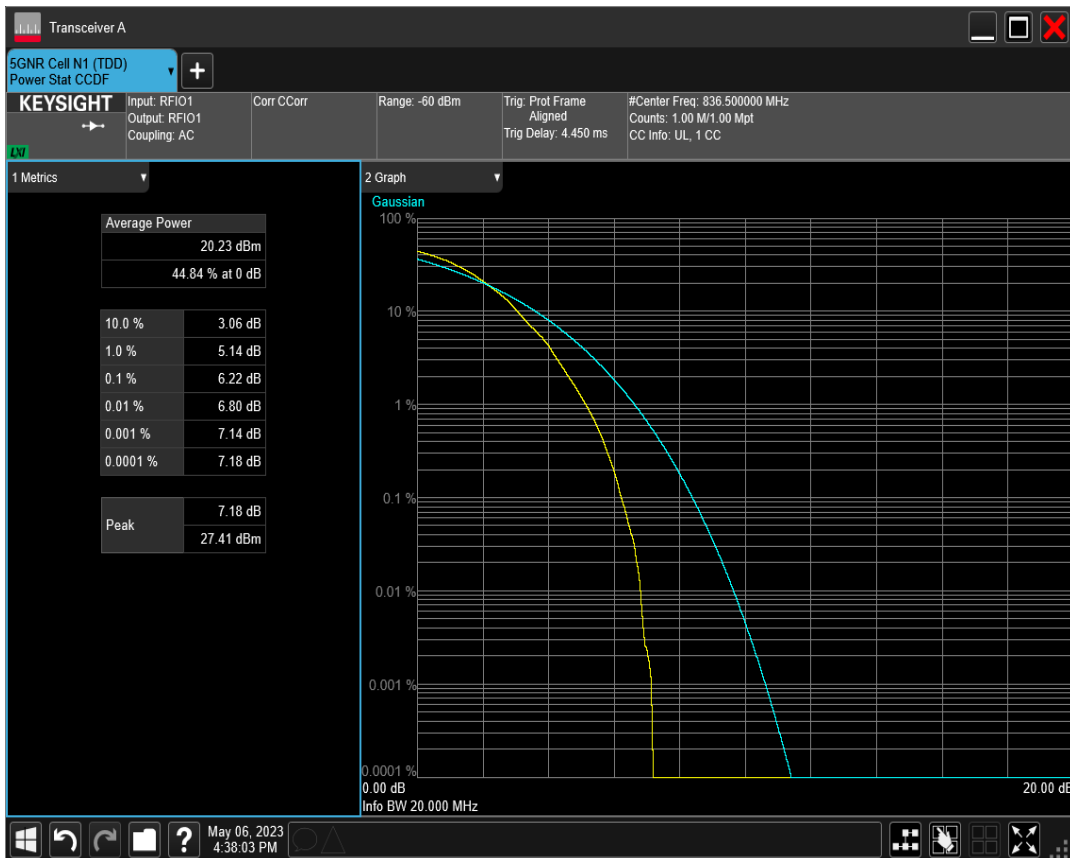 Transceiver A
5GNR Cell N1 (TDD)
Power Stat CCDF
+
KEYSIGHT
LXI
Input: RFIO1
Output: RFIO1
Coupling: AC
Corr CCorr
Range: -60 dBm
Trig: Prot Frame
Aligned
Trig Delay: 4.450 ms
#Center Freq: 836.500000 MHz
Counts: 1.00 M/1.00 Mpt
CC Info: UL, 1 CC
1 Metrics
Average Power
20.23 dBm
44.84 % at 0 dB
10.0 % 3.06 dB
1.0 % 5.14 dB
0.1 % 6.22 dB
0.01 % 6.80 dB
0.001 % 7.14 dB
0.0001 % 7.18 dB
Peak
7.18 dB
27.41 dBm
2 Graph
Gaussian
100 %
10 %
1 %
0.1 %
0.01 %
0.001 %
0.0001 %
0.00 dB 20.00 dB
Info BW 20.000 MHz
?
May 06, 2023
4:38:03 PM